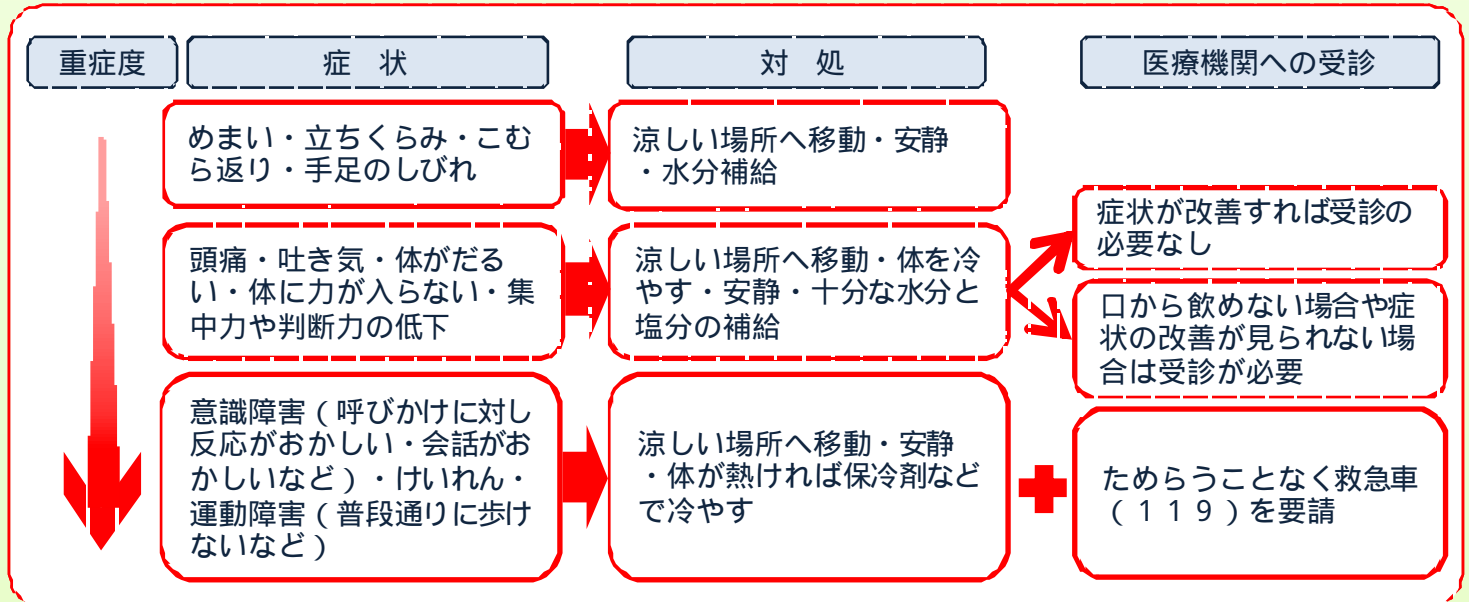 重症度
症　状
対　処
医療機関への受診
めまい・立ちくらみ・こむ
ら返り・手足のしびれ
涼しい場所へ移動・安静
・水分補給
頭痛・吐き気・体がだる
い・体に力が入らない・集
中力や判断力の低下
涼しい場所へ移動・体を冷
やす・安静・十分な水分と
塩分の補給
症状が改善すれば受診の
必要なし
口から飲めない場合や症
状の改善が見られない場
合は受診が必要
意識障害（呼びかけに対し
反応がおかしい・会話がお
かしいなど）・けいれん・
運動障害（普段通りに歩け
ないなど）
涼しい場所へ移動・安静
・体が熱ければ保冷剤など
で冷やす
ためらうことなく救急車
（１１９）を要請